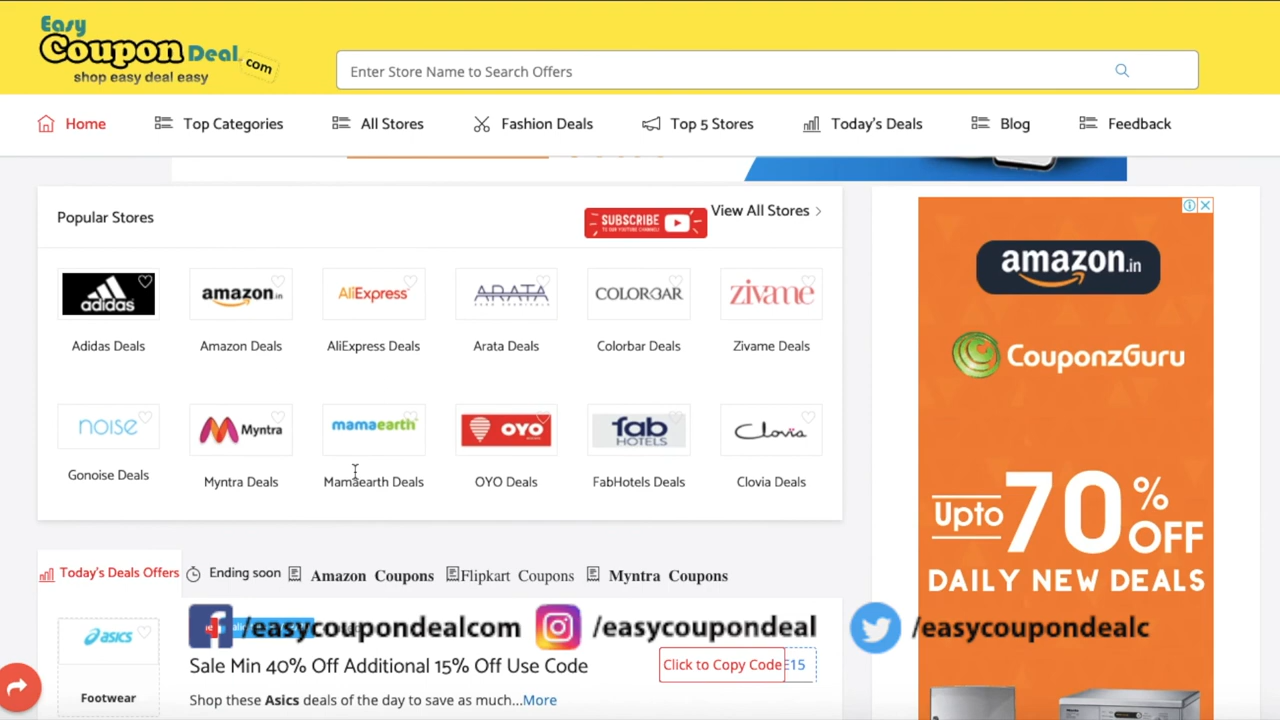 Easy
Coupon Deal.com
shop easy deal easy
Enter Store Name to Search Offers
Home
Top Categories
All Stores
Fashion Deals
Top 5 Stores
Today's Deals
Blog
Feedback
Popular Stores
SUBSCRIBE
TO OUR YOUTUBE CHANNEL
View All Stores
adidas
amazon.in
AliExpress
ARATA
COLORBAR
zivame
Adidas Deals
Amazon Deals
AliExpress Deals
Arata Deals
Colorbar Deals
Zivame Deals
noise
Myntra
mamaearth
OYO
fab HOTELS
Clovia
Gonoise Deals
Myntra Deals
Mamaearth Deals
OYO Deals
FabHotels Deals
Clovia Deals
amazon.in
CouponzGuru
Upto 70% OFF
DAILY NEW DEALS
Today's Deals Offers
Ending soon
Amazon Coupons
Flipkart Coupons
Myntra Coupons
/easycoupondealcom
/easycoupondeal
/easycoupondealc
asics
Footwear
Sale Min 40% Off Additional 15% Off Use Code
Click to Copy Code
E15
Shop these Asics deals of the day to save as much...More